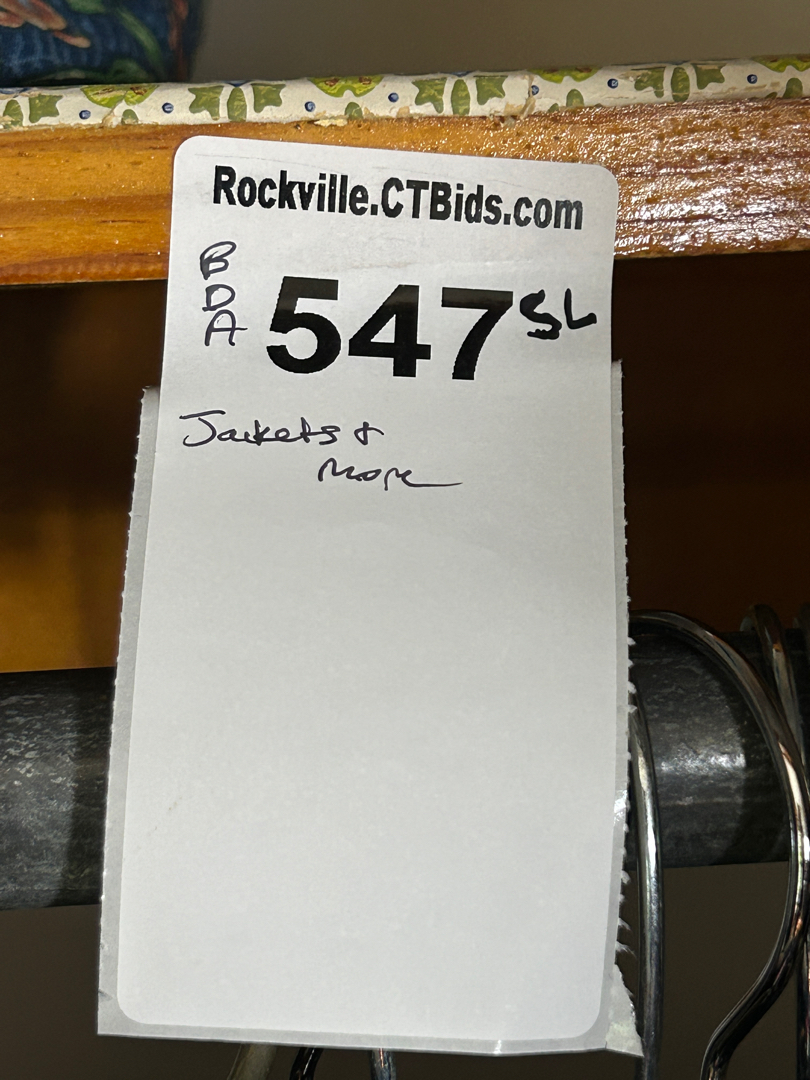 Rockville.CTBids.com
B
D
A
547 SL
Jackets &
More